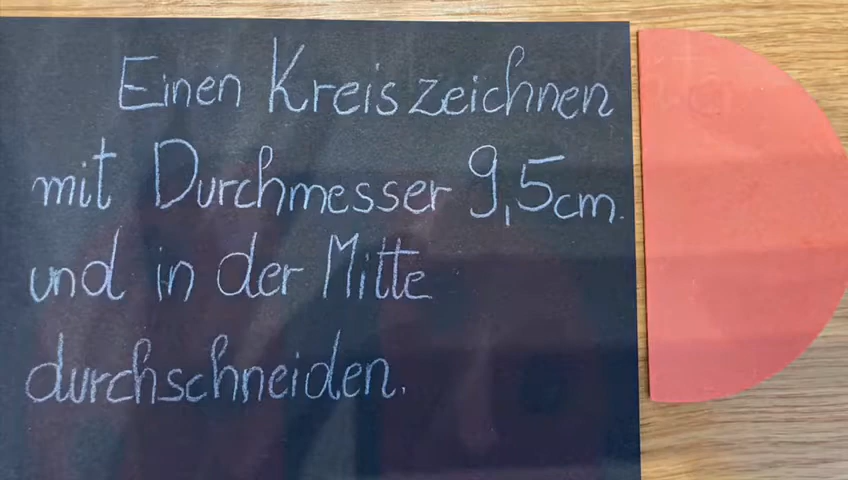 Einen Kreis zeichnen
mit Durchmesser 9,5cm.
und in der Mitte
durchschneiden.